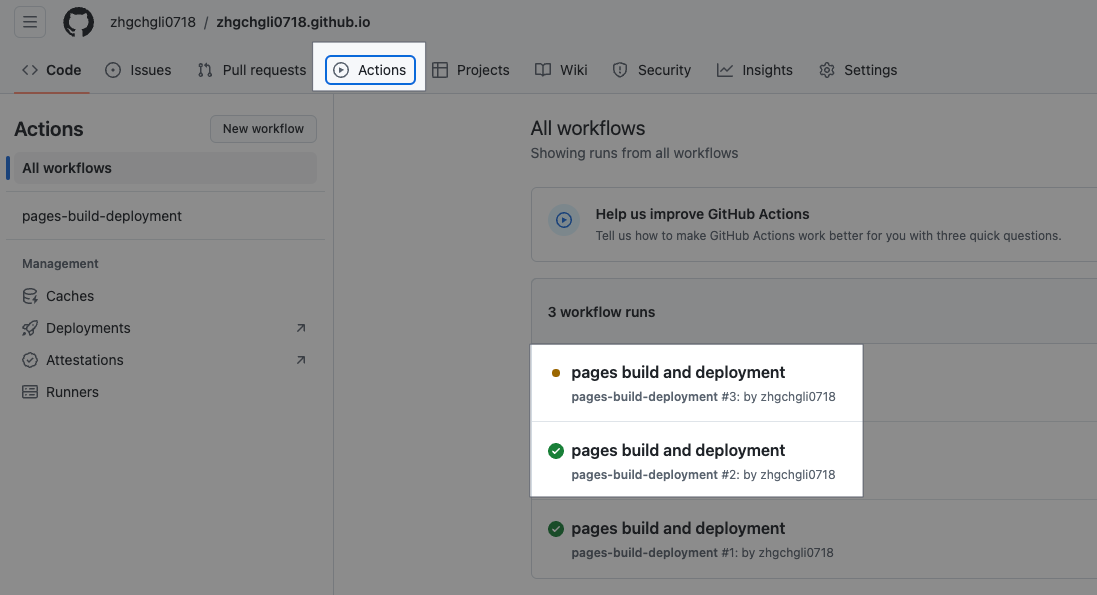 zhgchgli0718 / zhgchgli0718.github.io
Code Issues Pull requests Actions Projects Wiki Security Insights Settings
Actions
New workflow
All workflows
pages-build-deployment
Management
Caches
Deployments
Attestations
Runners
All workflows
Showing runs from all workflows
Help us improve GitHub Actions
Tell us how to make GitHub Actions work better for you with three quick questions.
3 workflow runs
pages build and deployment
pages-build-deployment #3: by zhgchgli0718
pages build and deployment
pages-build-deployment #2: by zhgchgli0718
pages build and deployment
pages-build-deployment #1: by zhgchgli0718